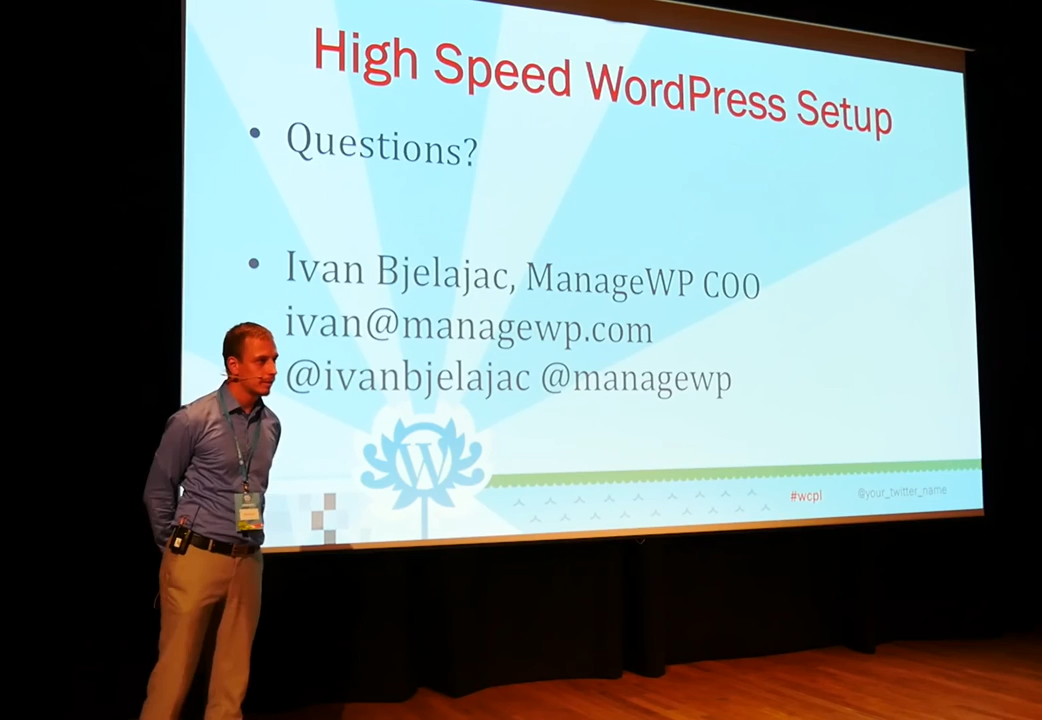 High Speed WordPress Setup
• Questions?
• Ivan Bjelajac, ManageWP COO
ivan@managewp.com
@ivanbjelajac @managewp
W
#wcpl @your_twitter_name